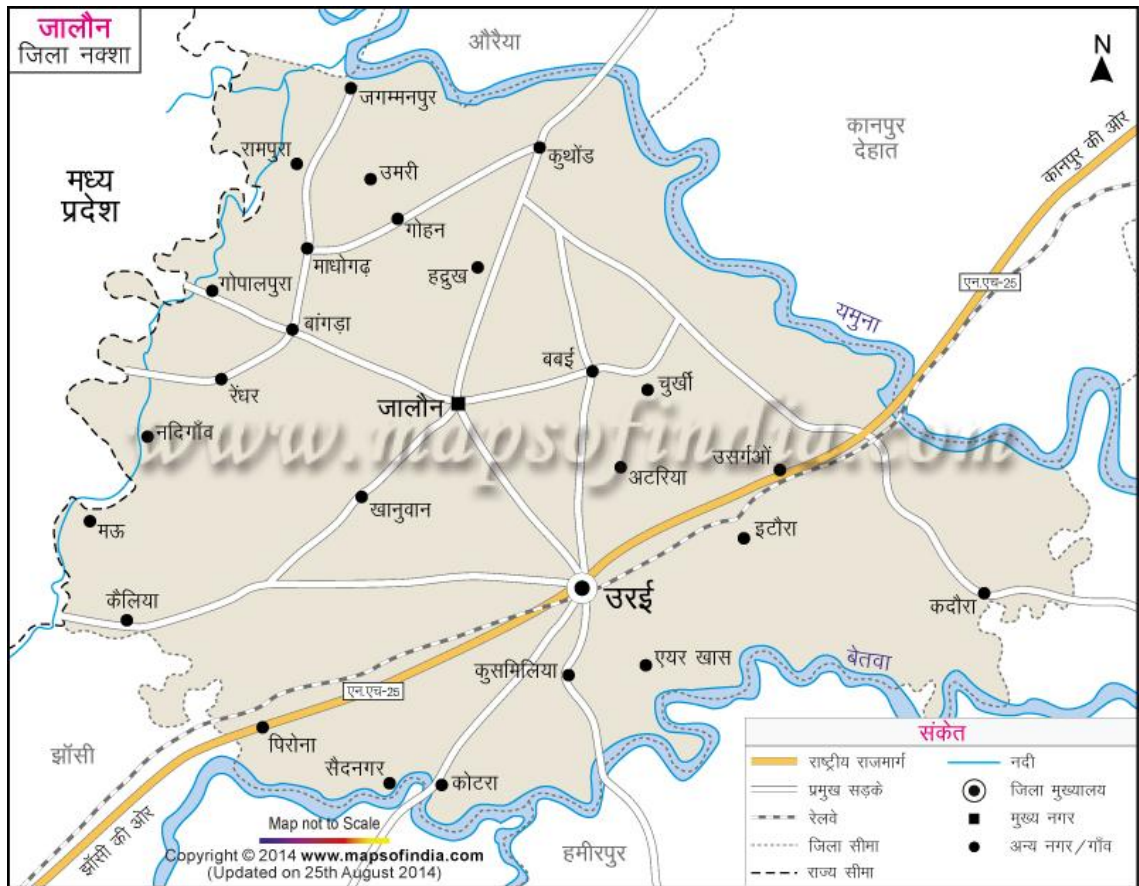 जालौन
जिला नक्शा
औरैया
N
जगम्मनपुर
कानपुर
देहात
कानपुर की ओर
रामपुरा
उमरी
कुथोंड
मध्य
प्रदेश
गोहन
माधोगढ़
हद्रुख
गोपालपुरा
एन.एच-25
यमुना
बांगड़ा
बबई
रेंघर
चुर्खी
जालौन
नदिगाँव
www.mapsofindia.com
उसर्गओं
अटरिया
खानुवान
मऊ
इटौरा
कैलिया
उरई
कदौरा
कुसमिलिया
एयर खास
बेतवा
एन.एच-25
पिरोना
झाँसी
सैदनगर
कोटरा
झाँसी की ओर
हमीरपुर
Map not to Scale
Copyright © 2014 www.mapsofindia.com
(Updated on 25th August 2014)
संकेत
राष्ट्रीय राजमार्ग
नदी
प्रमुख सड़के
जिला मुख्यालय
रेलवे
मुख्य नगर
जिला सीमा
अन्य नगर/गाँव
राज्य सीमा